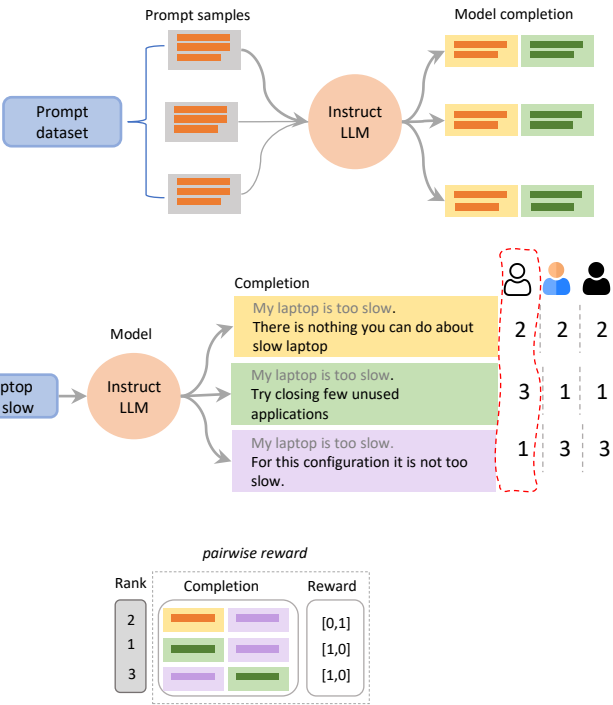 Prompt samples
Model completion
Prompt
dataset
Instruct
LLM
Completion
Model
My laptop is too slow.
There is nothing you can do about
slow laptop
2 2 2
ptop
slow
Instruct
LLM
My laptop is too slow.
Try closing few unused
applications
3 1 1
My laptop is too slow.
For this configuration it is not too
slow.
1 3 3
pairwise reward
Rank Completion Reward
2 [0,1]
1 [1,0]
3 [1,0]